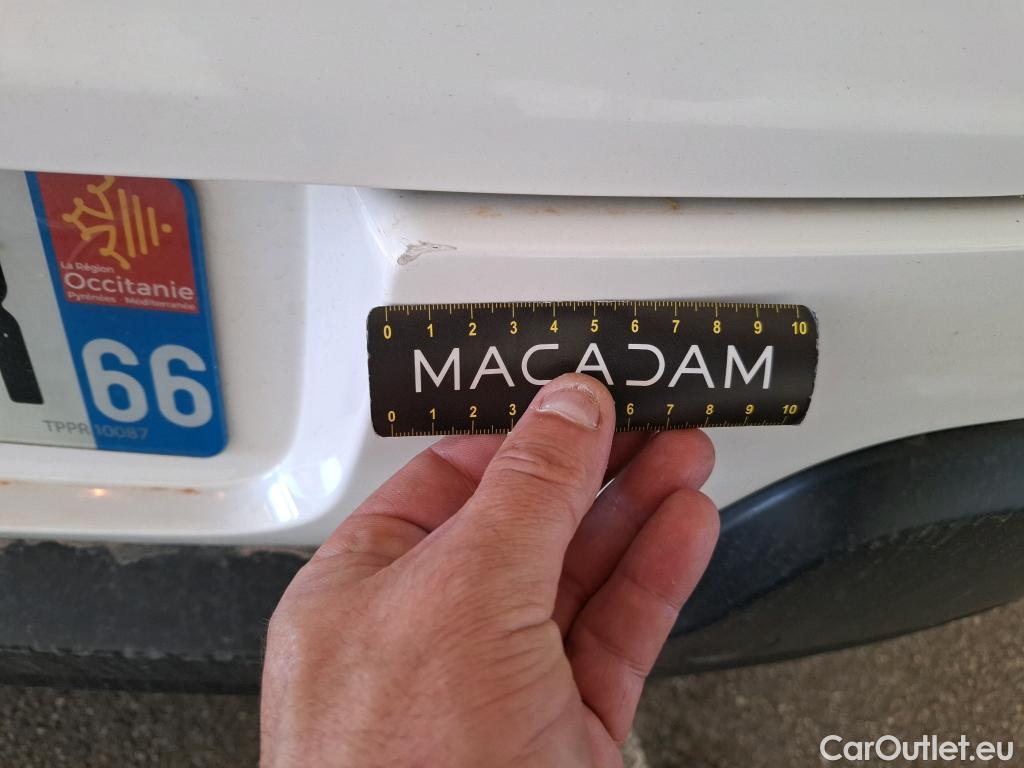 La Région
Occitanie
Pyrénées Méditerranée
66
TPPR 10087
0 1 2 3 4 5 6 7 8 9 10
MACADAM
0 1 2 3 6 7 8 9 10
CarOutlet.eu